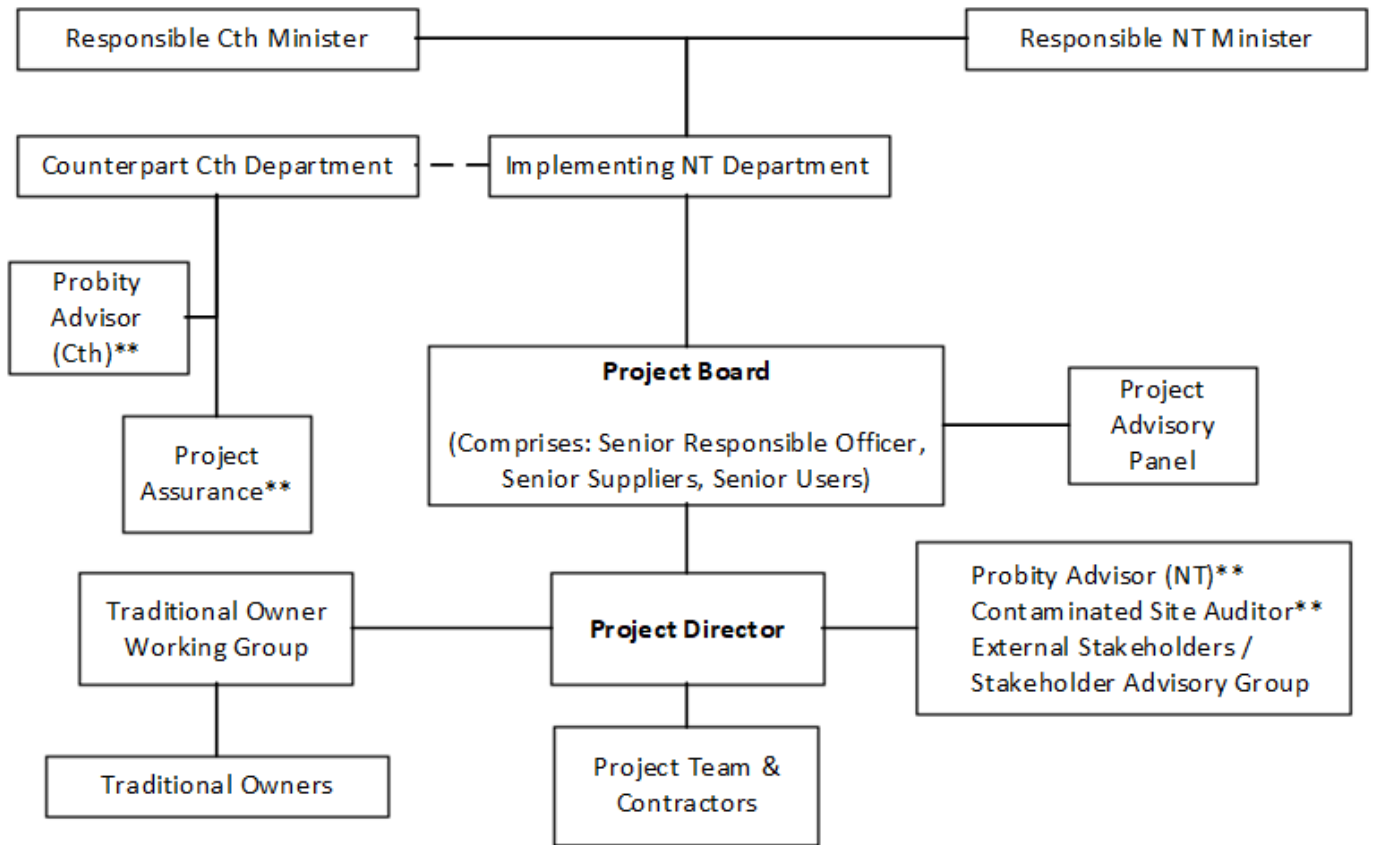 Responsible Cth Minister
Responsible NT Minister
Counterpart Cth Department
Implementing NT Department
Probity
Advisor
(Cth)**
Project Board
(Comprises: Senior Responsible Officer,
Senior Suppliers, Senior Users)
Project
Advisory
Panel
Project
Assurance**
Traditional Owner
Working Group
Project Director
Probity Advisor (NT)**
Contaminated Site Auditor**
External Stakeholders /
Stakeholder Advisory Group
Traditional Owners
Project Team &
Contractors